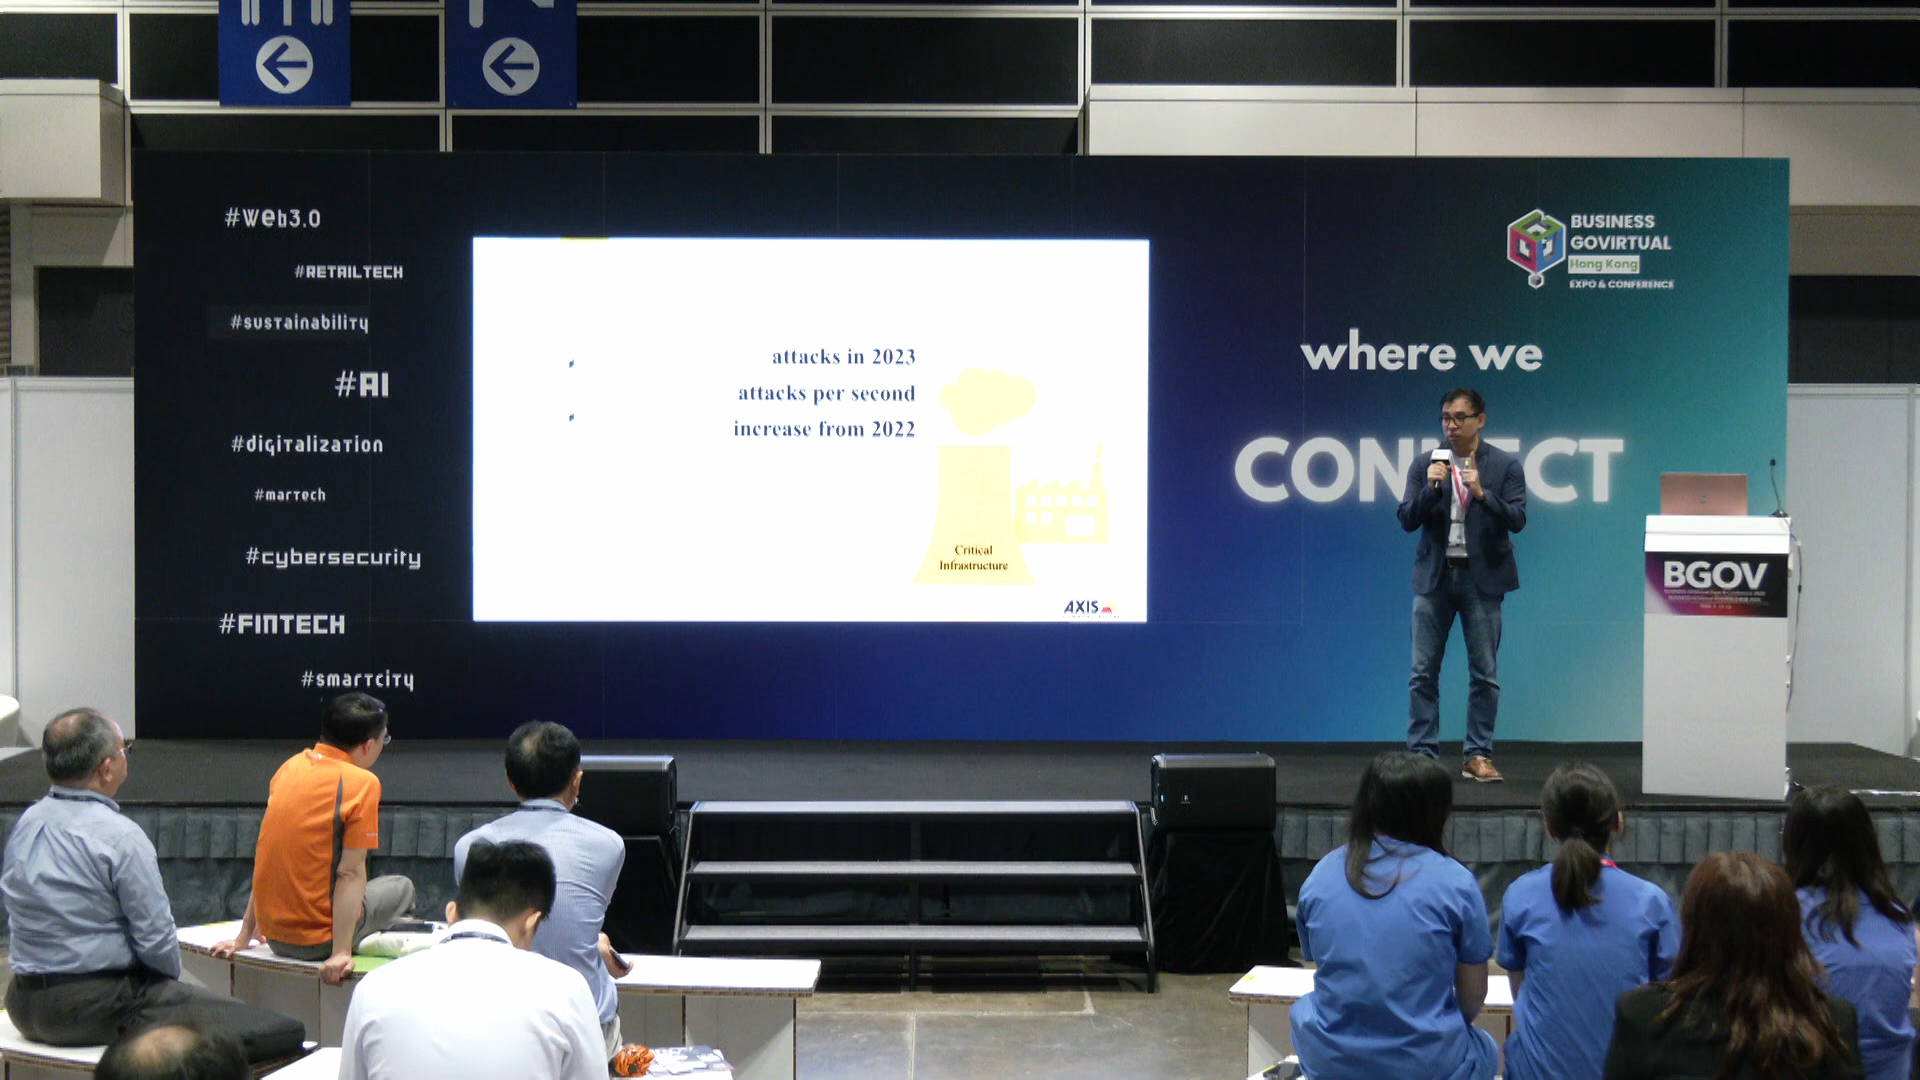 #Web3.0
#RETAILTECH
#sustainability
#AI
#digitalization
#martech
#cybersecurity
#FINTECH
#smartcity
attacks in 2023
attacks per second
increase from 2022
Critical
Infrastructure
AXIS
BUSINESS
GOVIRTUAL
Hong Kong
EXPO & CONFERENCE
where we
CON
ECT
BGOV